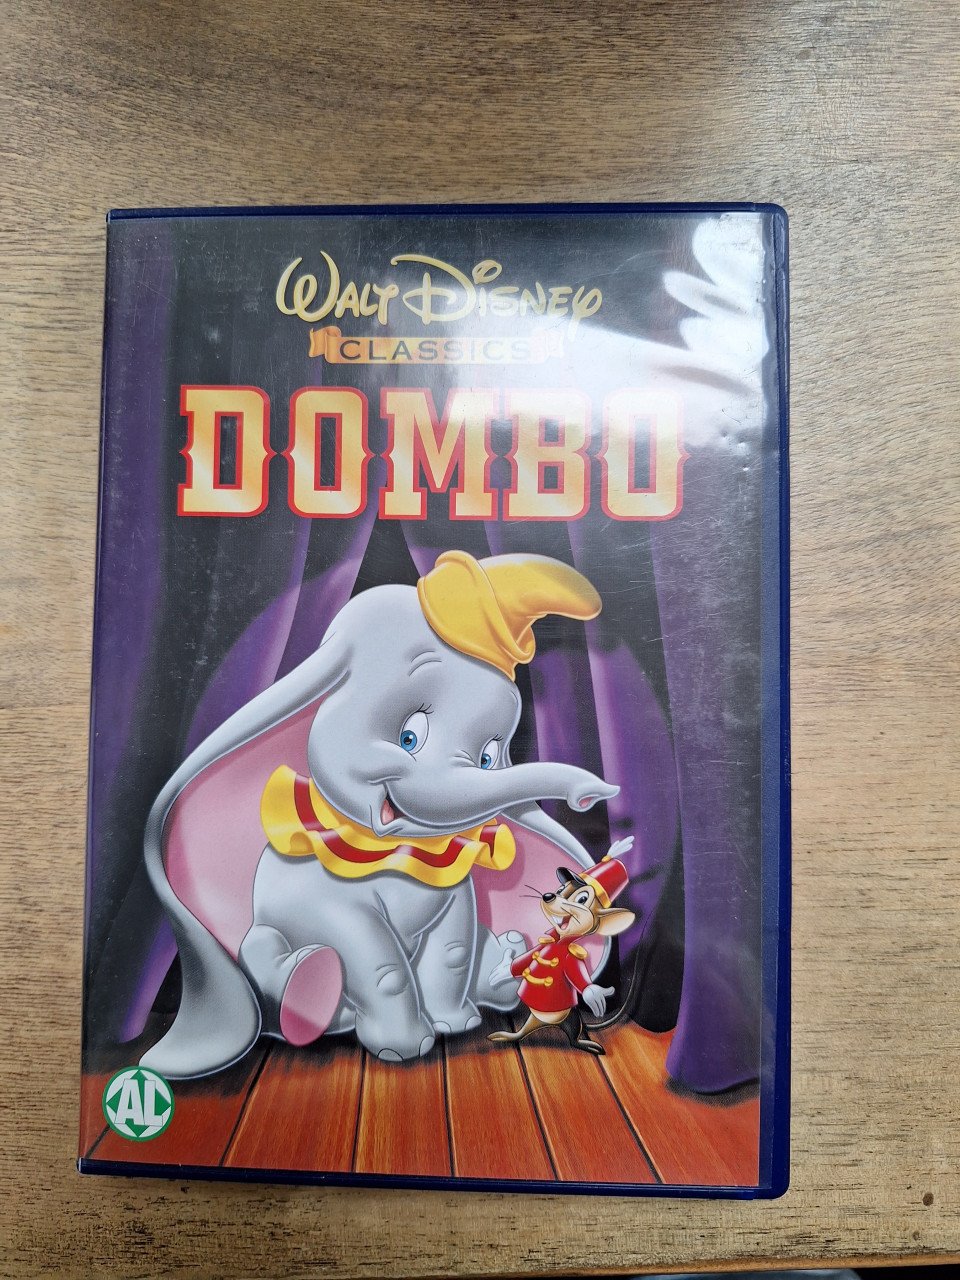 Walt Disney
CLASSICS
DOMBO
AL